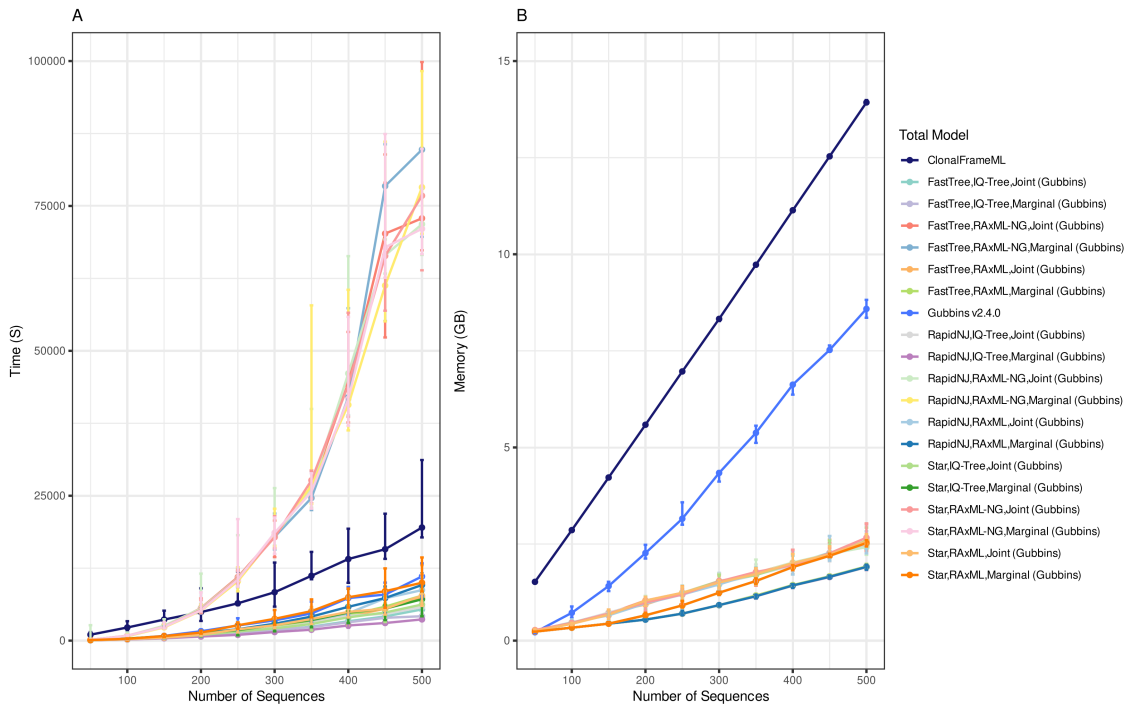 A
B
100000
75000
50000
25000
0
Time (S)
100
200
300
400
500
Number of Sequences
15
10
5
0
Memory (GB)
100
200
300
400
500
Number of Sequences
Total Model
ClonalFrameML
FastTree,IQ-Tree,Joint (Gubbins)
FastTree,IQ-Tree,Marginal (Gubbins)
FastTree,RAxML-NG,Joint (Gubbins)
FastTree,RAxML-NG,Marginal (Gubbins)
FastTree,RAxML,Joint (Gubbins)
FastTree,RAxML,Marginal (Gubbins)
Gubbins v2.4.0
RapidNJ,IQ-Tree,Joint (Gubbins)
RapidNJ,IQ-Tree,Marginal (Gubbins)
RapidNJ,RAxML-NG,Joint (Gubbins)
RapidNJ,RAxML-NG,Marginal (Gubbins)
RapidNJ,RAxML,Joint (Gubbins)
RapidNJ,RAxML,Marginal (Gubbins)
Star,IQ-Tree,Joint (Gubbins)
Star,IQ-Tree,Marginal (Gubbins)
Star,RAxML-NG,Joint (Gubbins)
Star,RAxML-NG,Marginal (Gubbins)
Star,RAxML,Joint (Gubbins)
Star,RAxML,Marginal (Gubbins)